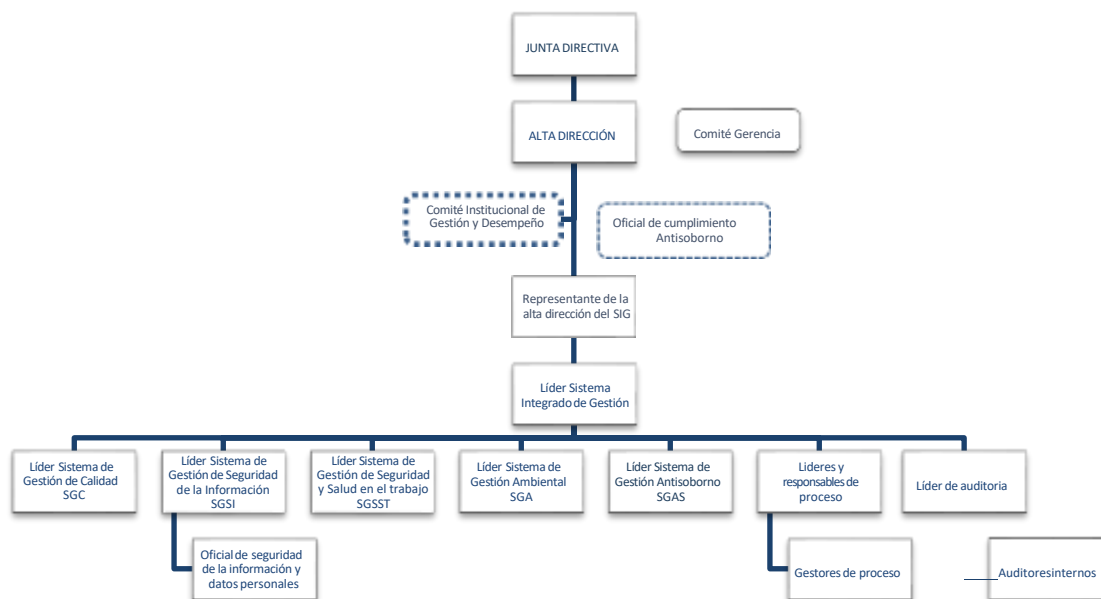 JUNTA DIRECTIVA
ALTA DIRECCIÓN
Comité Gerencia
Comité Institucional de
Gestión y Desempeño
Oficial de cumplimiento
Antisoborno
Representante de la
alta dirección del SIG
Líder Sistema
Integrado de Gestión
Líder Sistema de
Gestión de Calidad
SGC
Líder Sistema de
Gestión de Seguridad
de la Información
SGSI
Líder Sistema de
Gestión de Seguridad
y Salud en el trabajo
SGSST
Líder Sistema de
Gestión Ambiental
SGA
Líder Sistema de
Gestión Antisoborno
SGAS
Lideres y
responsables de
proceso
Líder de auditoria
Oficial de seguridad
de la información y
datos personales
Gestores de proceso
Auditoresinternos